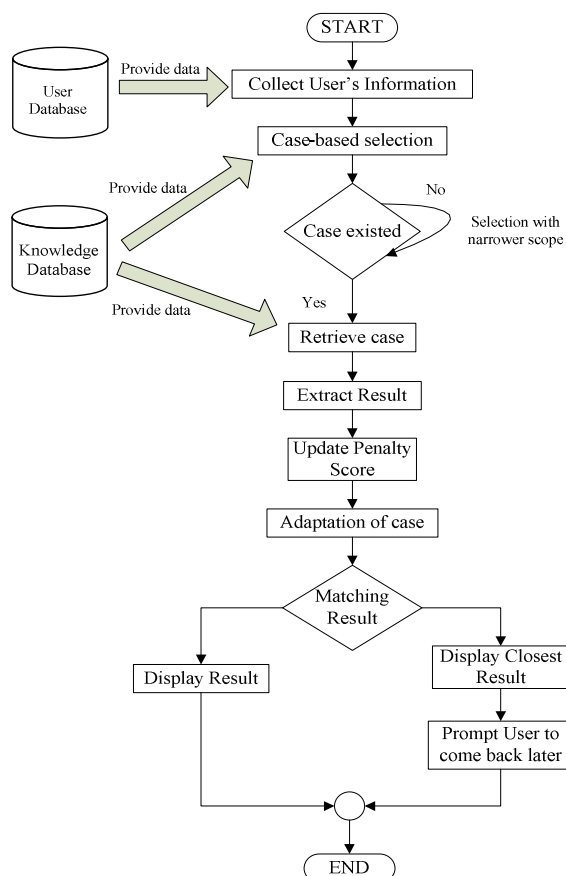 START
Provide data
User
Database
Collect User's Information
Case-based selection
Provide data
No
Case existed
Selection with
narrower scope
Knowledge
Database
Provide data
Yes
Retrieve case
Extract Result
Update Penalty
Score
Adaptation of case
Matching
Result
Display Result
Display Closest
Result
Prompt User to
come back later
END